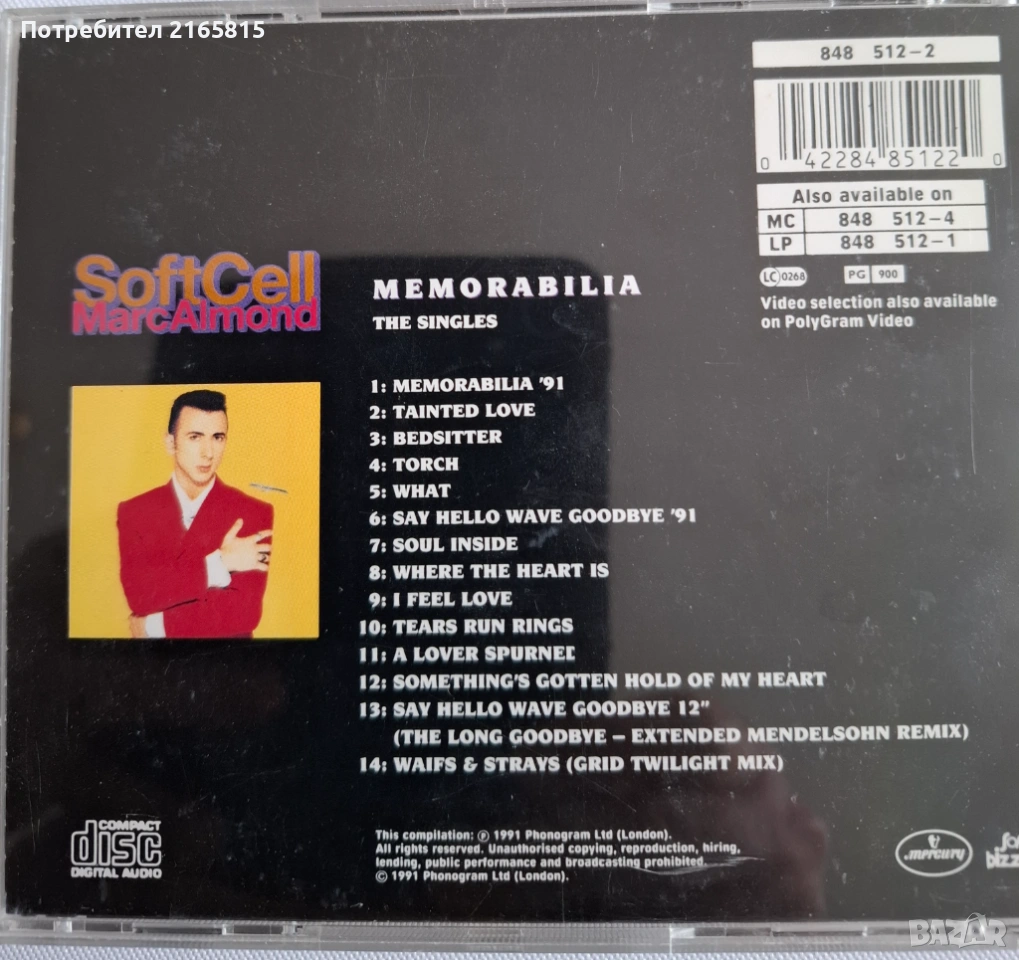 Потребител 2165815
848 512-2
0 42284 85122 0
Also available on
MC 848 512-4
LP 848 512-1
LC 0268 PG 900
Video selection also available
on PolyGram Video
SoftCell
MarcAlmond
MEMORABILIA
THE SINGLES
1: MEMORABILIA '91
2: TAINTED LOVE
3: BEDSITTER
4: TORCH
5: WHAT
6: SAY HELLO WAVE GOODBYE '91
7: SOUL INSIDE
8: WHERE THE HEART IS
9: I FEEL LOVE
10: TEARS RUN RINGS
11: A LOVER SPURNED
12: SOMETHING'S GOTTEN HOLD OF MY HEART
13: SAY HELLO WAVE GOODBYE 12"
(THE LONG GOODBYE – EXTENDED MENDELSOHN REMIX)
14: WAIFS & STRAYS (GRID TWILIGHT MIX)
COMPACT
disc
DIGITAL AUDIO
This compilation: ℗ 1991 Phonogram Ltd (London).
All rights reserved. Unauthorised copying, reproduction, hiring,
lending, public performance and broadcasting prohibited.
© 1991 Phonogram Ltd (London).
mercury
bizz
BAZAR